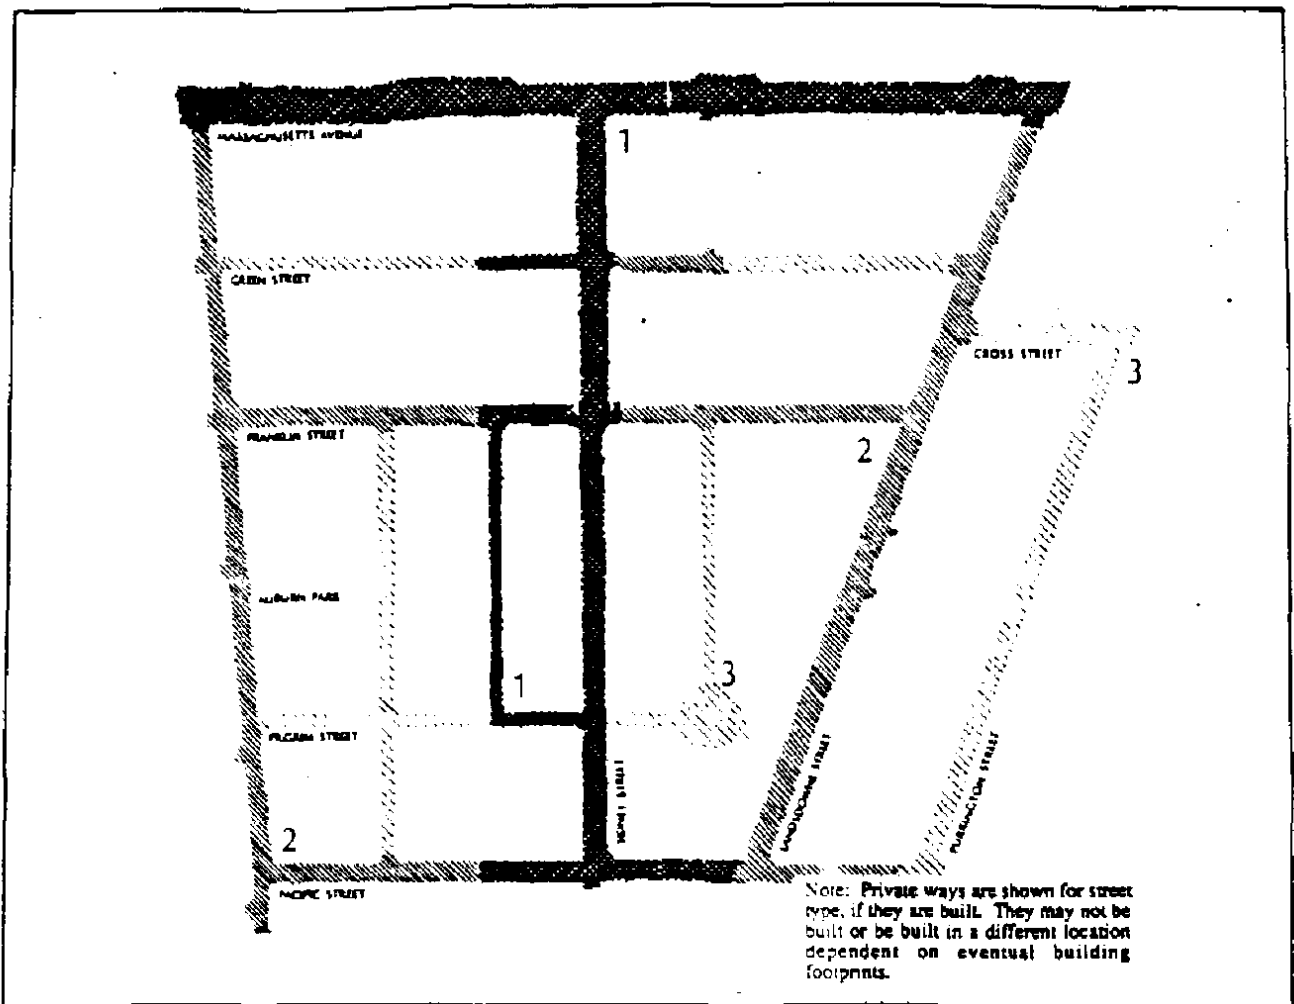 MASSACHUSETTS AVENUE
1
GREEN STREET
CROSS STREET
3
FRANKLIN STREET
2
AUBURN PARK
1
3
PILGRIM STREET
SIDNEY STREET
LANDSDOWNE STREET
PURRINGTON STREET
2
PACIFIC STREET
Note: Private ways are shown for street
type, if they are built. They may not be
built or be built in a different location
dependent on eventual building
footprints.